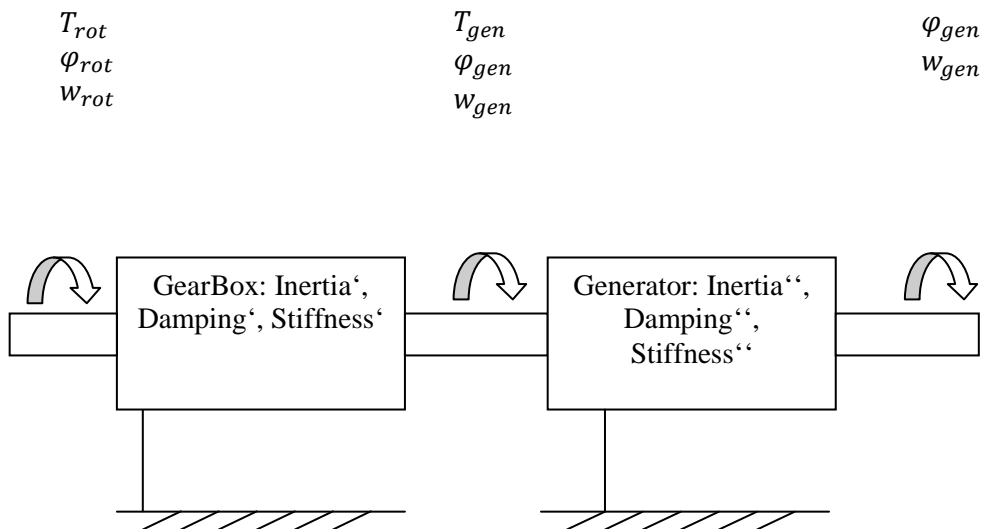 T_rot
φ_rot
w_rot
T_gen
φ_gen
w_gen
φ_gen
w_gen
GearBox: Inertia‘,
Damping‘, Stiffness‘
Generator: Inertia‘‘,
Damping‘‘,
Stiffness‘‘